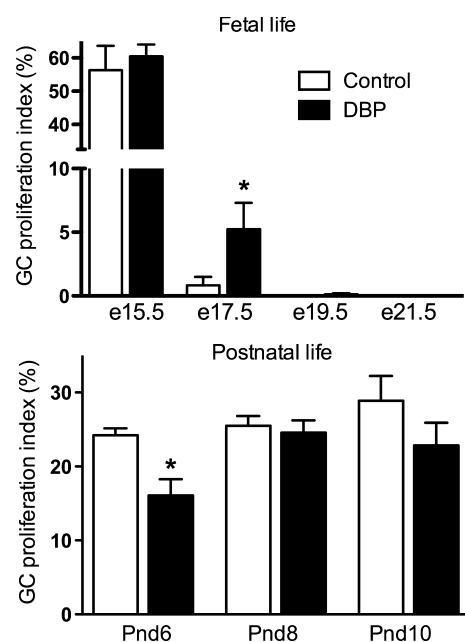 Fetal life
GC proliferation index (%)
60
50
40
10
5
0
Control
DBP
*
e15.5 e17.5 e19.5 e21.5
Postnatal life
GC proliferation index (%)
30
20
10
0
*
Pnd6 Pnd8 Pnd10